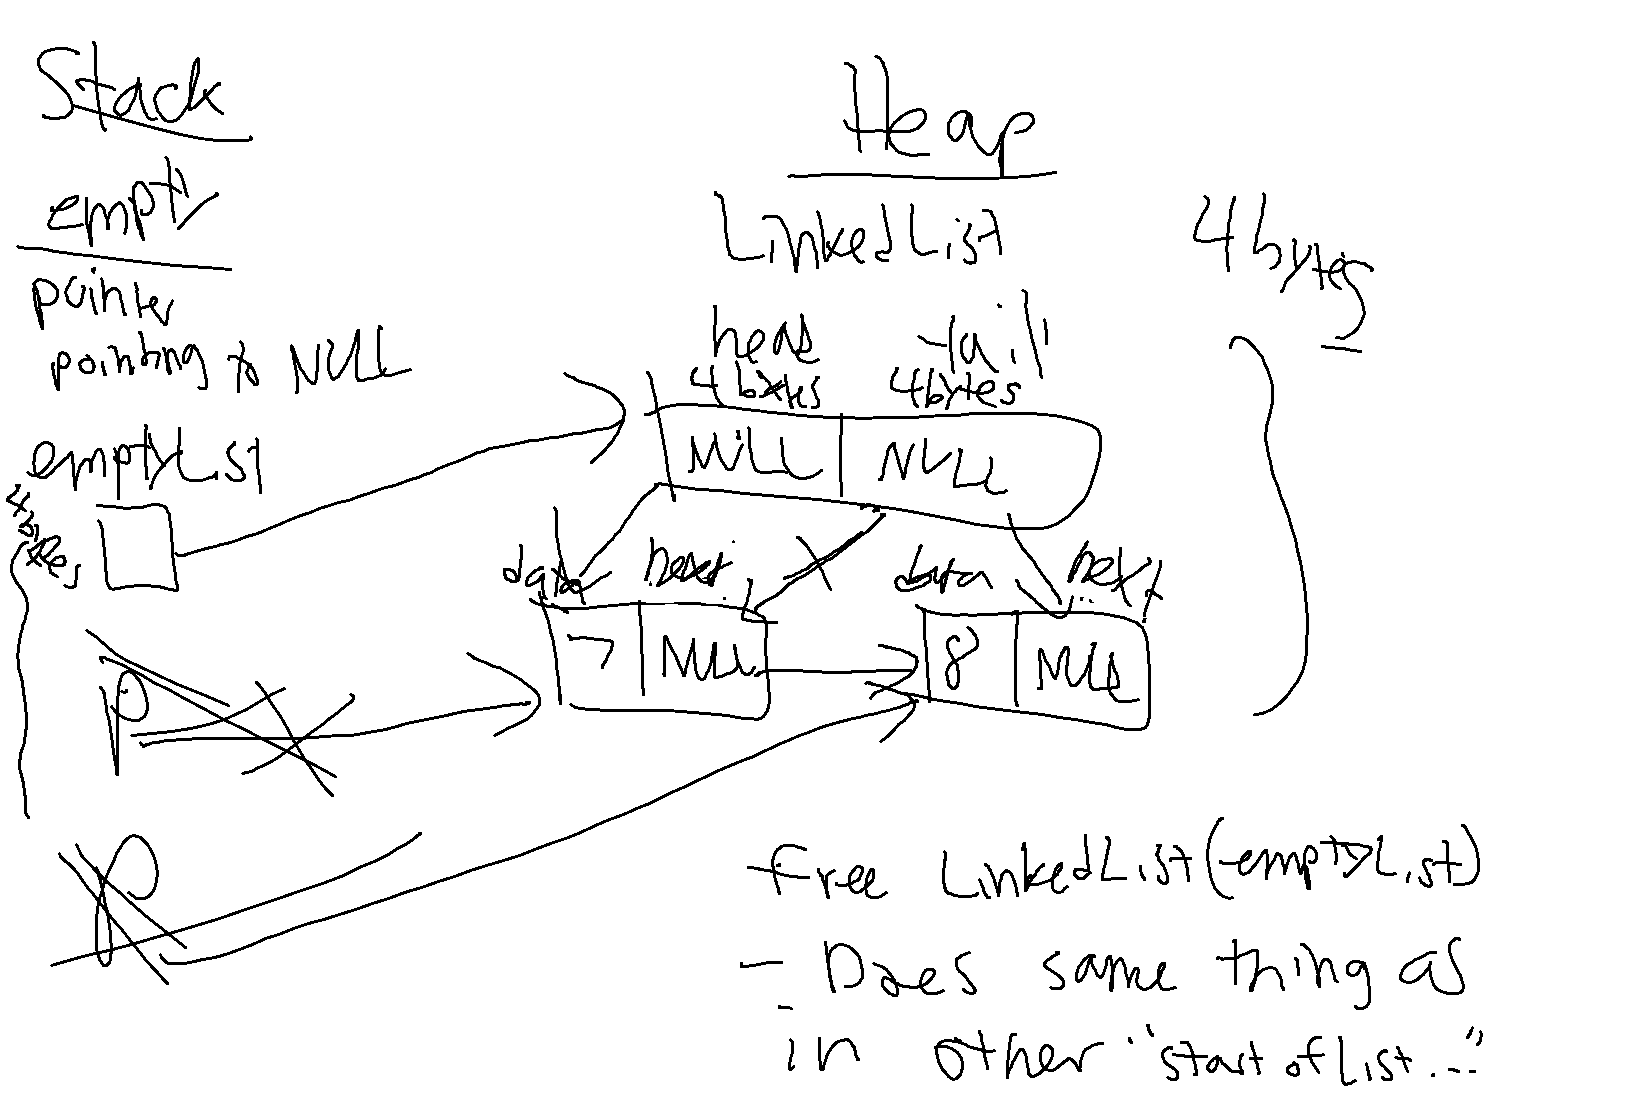 Stack
Heap
empty
LinkedList
4 bytes
pointer
pointing to NULL
head tail
4 bytes 4 bytes
NULL NULL
emptyList
4 bytes
data next data next
7 NULL 8 NULL
p
p
free LinkedList(emptyList)
- Does same thing as
in other "start of List..."